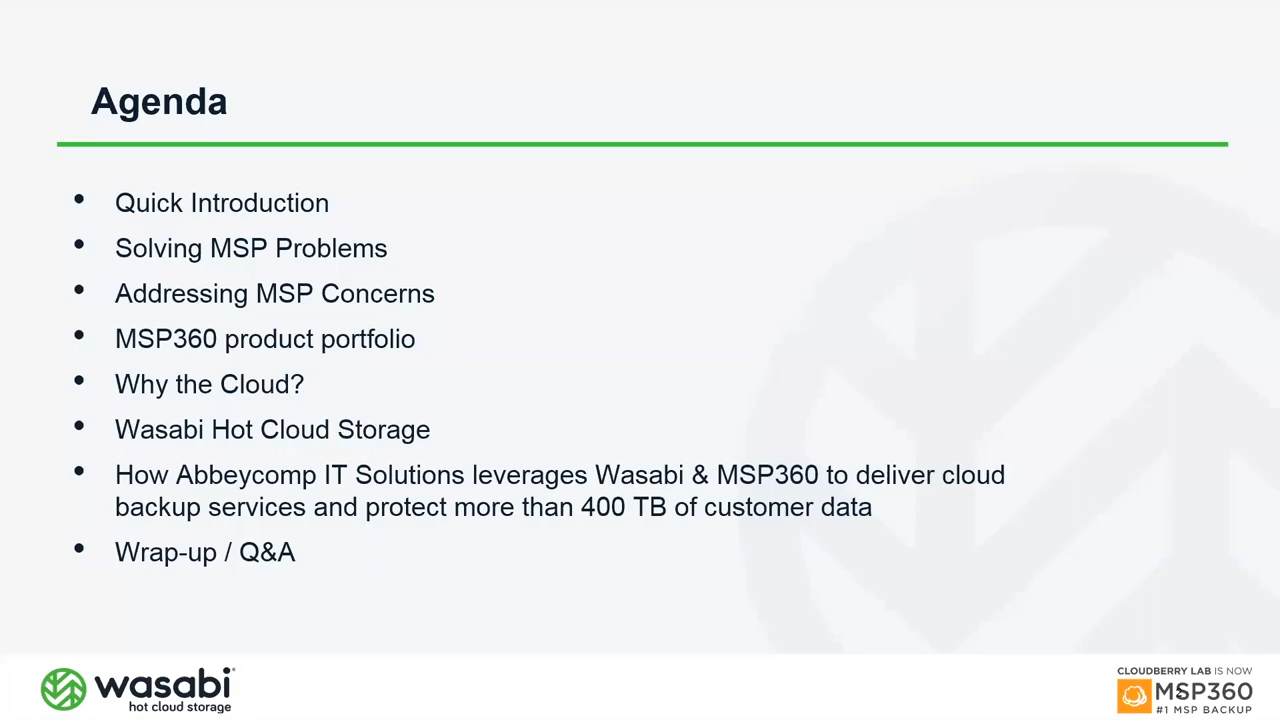 Agenda
• Quick Introduction
• Solving MSP Problems
• Addressing MSP Concerns
• MSP360 product portfolio
• Why the Cloud?
• Wasabi Hot Cloud Storage
• How Abbeycomp IT Solutions leverages Wasabi & MSP360 to deliver cloud
backup services and protect more than 400 TB of customer data
• Wrap-up / Q&A
wasabi
hot cloud storage
CLOUDBERRY LAB IS NOW
MSP360
#1 MSP BACKUP